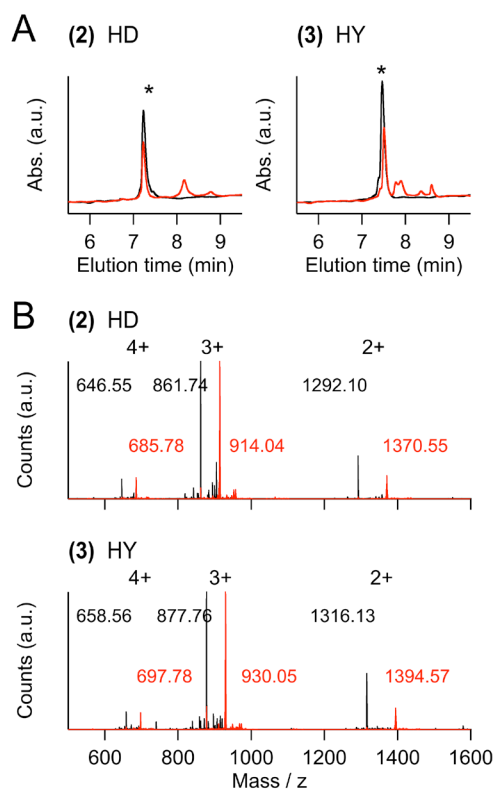 A
(2) HD
(3) HY
*
*
Abs. (a.u.)
Abs. (a.u.)
6 7 8 9
6 7 8 9
Elution time (min)
Elution time (min)
B
(2) HD
4+ 3+ 2+
646.55 861.74 1292.10
685.78 914.04 1370.55
Counts (a.u.)
(3) HY
4+ 3+ 2+
658.56 877.76 1316.13
697.78 930.05 1394.57
Counts (a.u.)
600 800 1000 1200 1400 1600
Mass / z